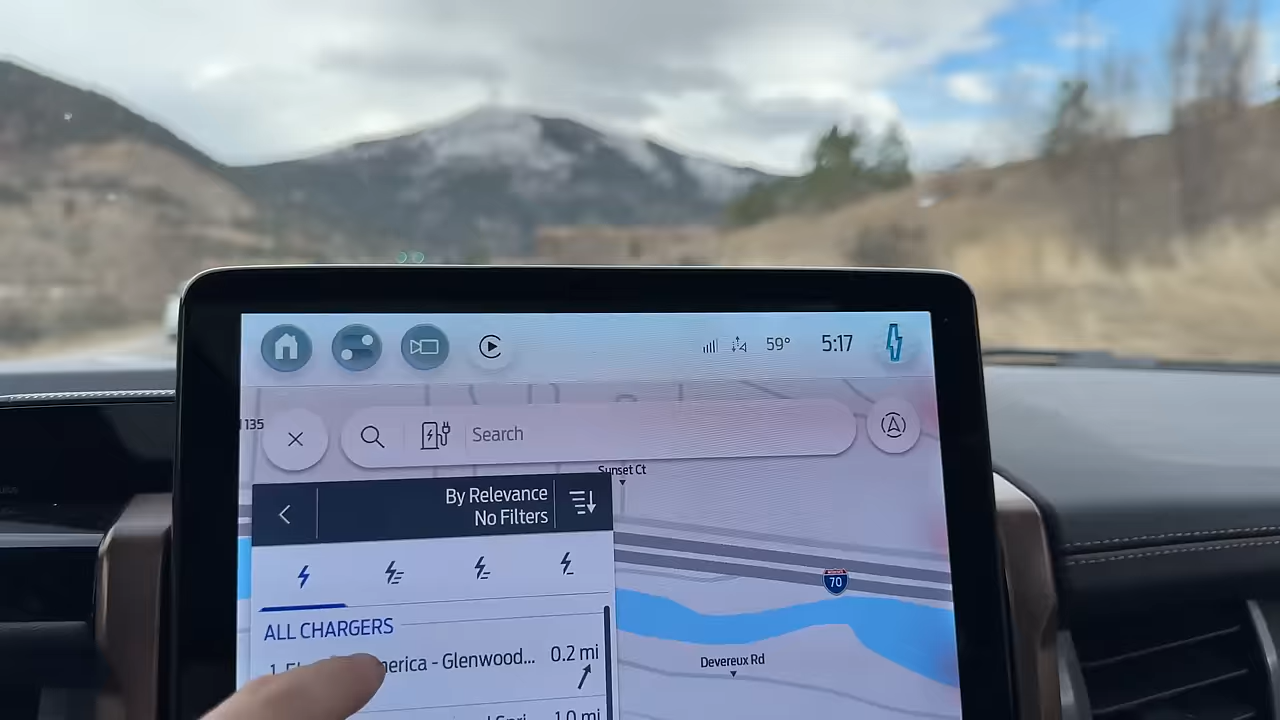 59° 5:17
135
Search
Sunset Ct
By Relevance
No Filters
70
ALL CHARGERS
1. merica - Glenwood... 0.2 mi
Devereux Rd
1.0 mi